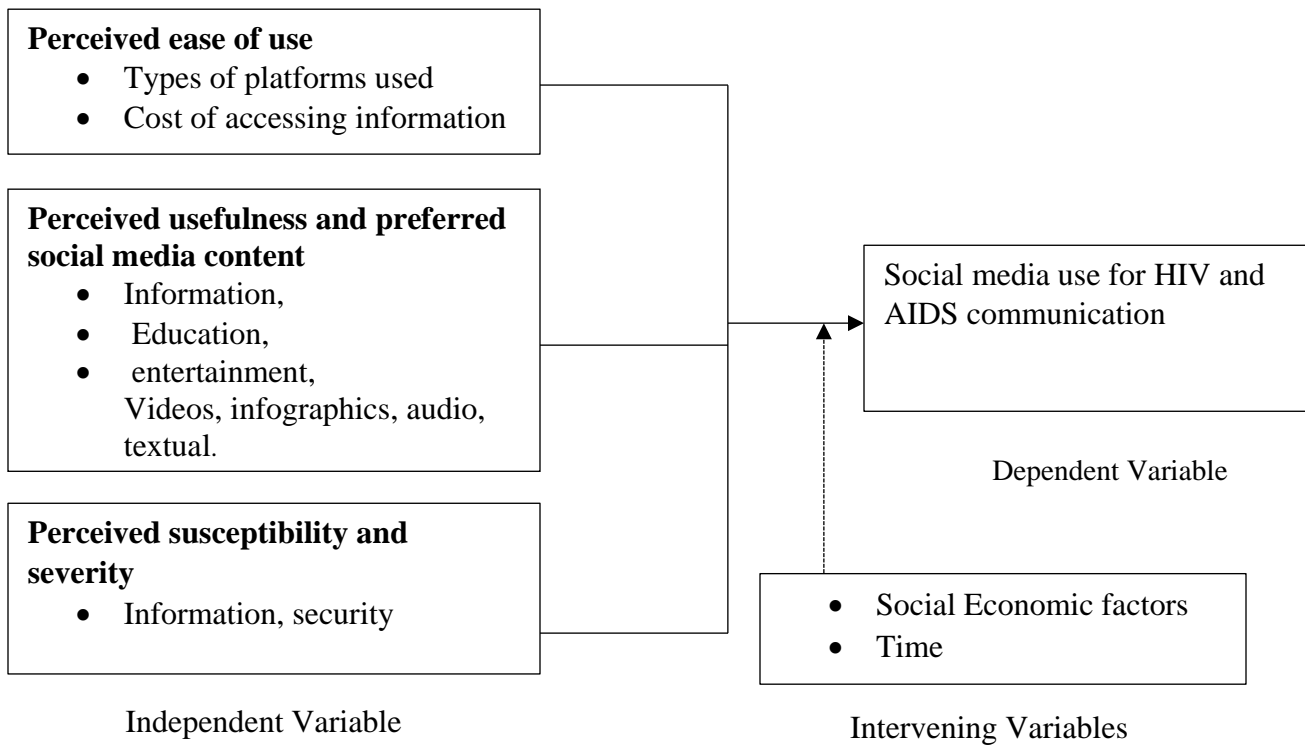 Perceived ease of use
• Types of platforms used
• Cost of accessing information
Perceived usefulness and preferred
social media content
• Information,
• Education,
• entertainment,
Videos, infographics, audio,
textual.
Perceived susceptibility and
severity
• Information, security
Independent Variable
Social media use for HIV and
AIDS communication
Dependent Variable
• Social Economic factors
• Time
Intervening Variables